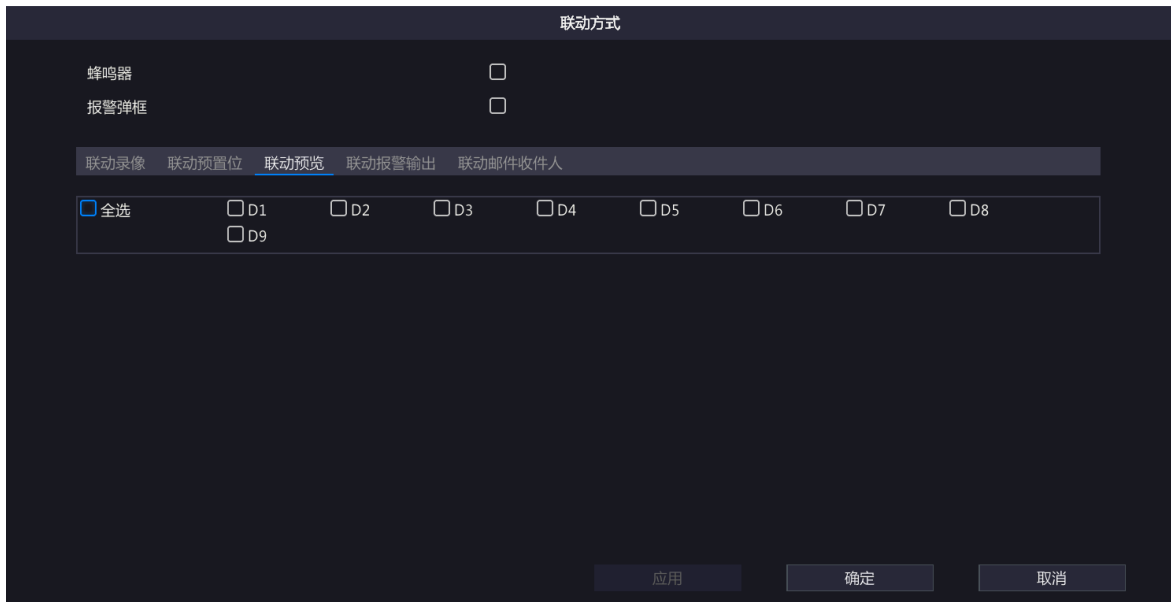 联动方式
蜂鸣器
报警弹框
联动录像 联动预置位 联动预览 联动报警输出 联动邮件收件人
全选 D1 D2 D3 D4 D5 D6 D7 D8
D9
应用 确定 取消